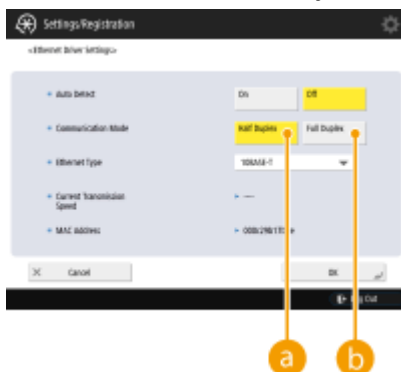 Settings/Registration
<Ethernet Driver Settings>
Auto Detect
On
Off
Communication Mode
Half Duplex
Full Duplex
Ethernet Type
10BASE-T
Current Transmission
Speed
----
MAC Address
Cancel
OK
Out
a
b